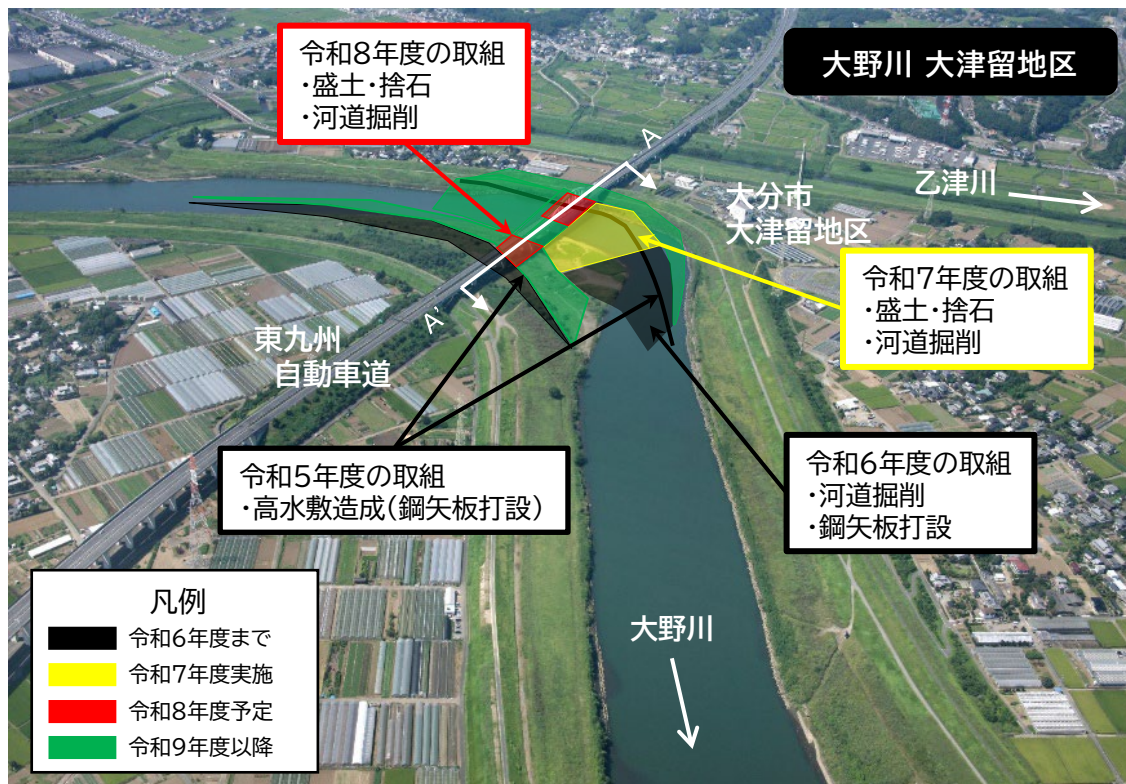 大野川 大津留地区
令和8年度の取組
・盛土・捨石
・河道掘削
A
乙津川
大分市
大津留地区
令和7年度の取組
・盛土・捨石
・河道掘削
A'
東九州
自動車道
令和5年度の取組
・高水敷造成(鋼矢板打設)
令和6年度の取組
・河道掘削
・鋼矢板打設
大野川
凡例
令和6年度まで
令和7年度実施
令和8年度予定
令和9年度以降